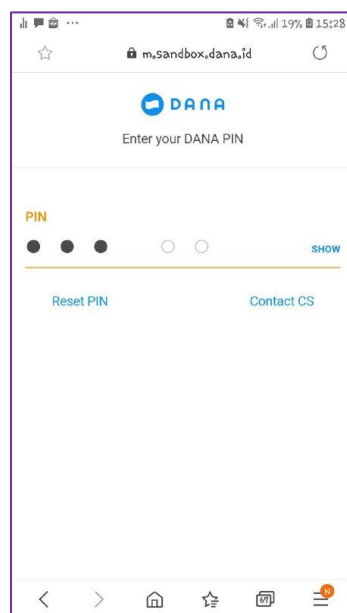 19% 15:28
m.sandbox.dana.id
DANA
Enter your DANA PIN
PIN
SHOW
Reset PIN Contact CS
N